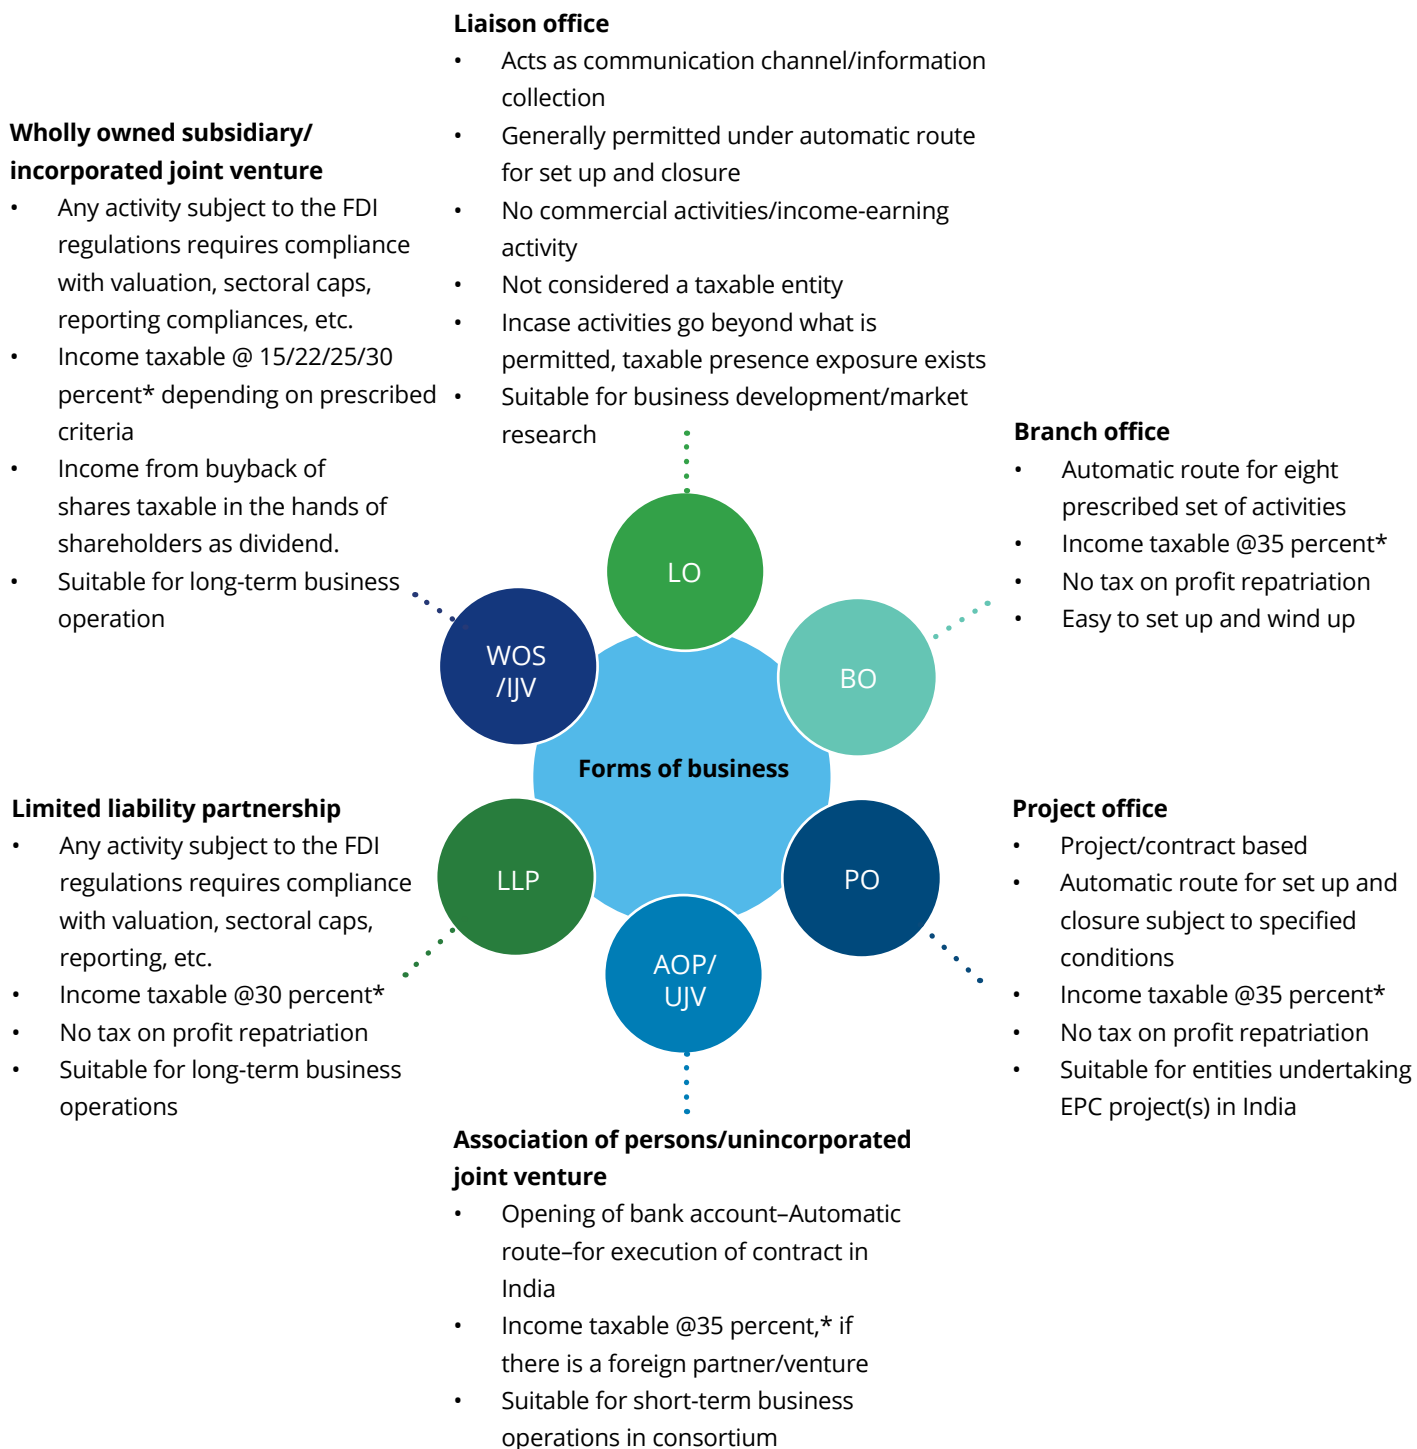 Liaison office
• Acts as communication channel/information
collection
• Generally permitted under automatic route
for set up and closure
• No commercial activities/income-earning
activity
• Not considered a taxable entity
• Incase activities go beyond what is
permitted, taxable presence exposure exists
• Suitable for business development/market
research
Wholly owned subsidiary/
incorporated joint venture
• Any activity subject to the FDI
regulations requires compliance
with valuation, sectoral caps,
reporting compliances, etc.
• Income taxable @ 15/22/25/30
percent* depending on prescribed
criteria
• Income from buyback of
shares taxable in the hands of
shareholders as dividend.
• Suitable for long-term business
operation
Branch office
• Automatic route for eight
prescribed set of activities
• Income taxable @35 percent*
• No tax on profit repatriation
• Easy to set up and wind up
LO
WOS
/IJV
BO
Forms of business
LLP
PO
AOP/
UJV
Limited liability partnership
• Any activity subject to the FDI
regulations requires compliance
with valuation, sectoral caps,
reporting, etc.
• Income taxable @30 percent*
• No tax on profit repatriation
• Suitable for long-term business
operations
Project office
• Project/contract based
• Automatic route for set up and
closure subject to specified
conditions
• Income taxable @35 percent*
• No tax on profit repatriation
• Suitable for entities undertaking
EPC project(s) in India
Association of persons/unincorporated
joint venture
• Opening of bank account–Automatic
route–for execution of contract in
India
• Income taxable @35 percent,* if
there is a foreign partner/venture
• Suitable for short-term business
operations in consortium